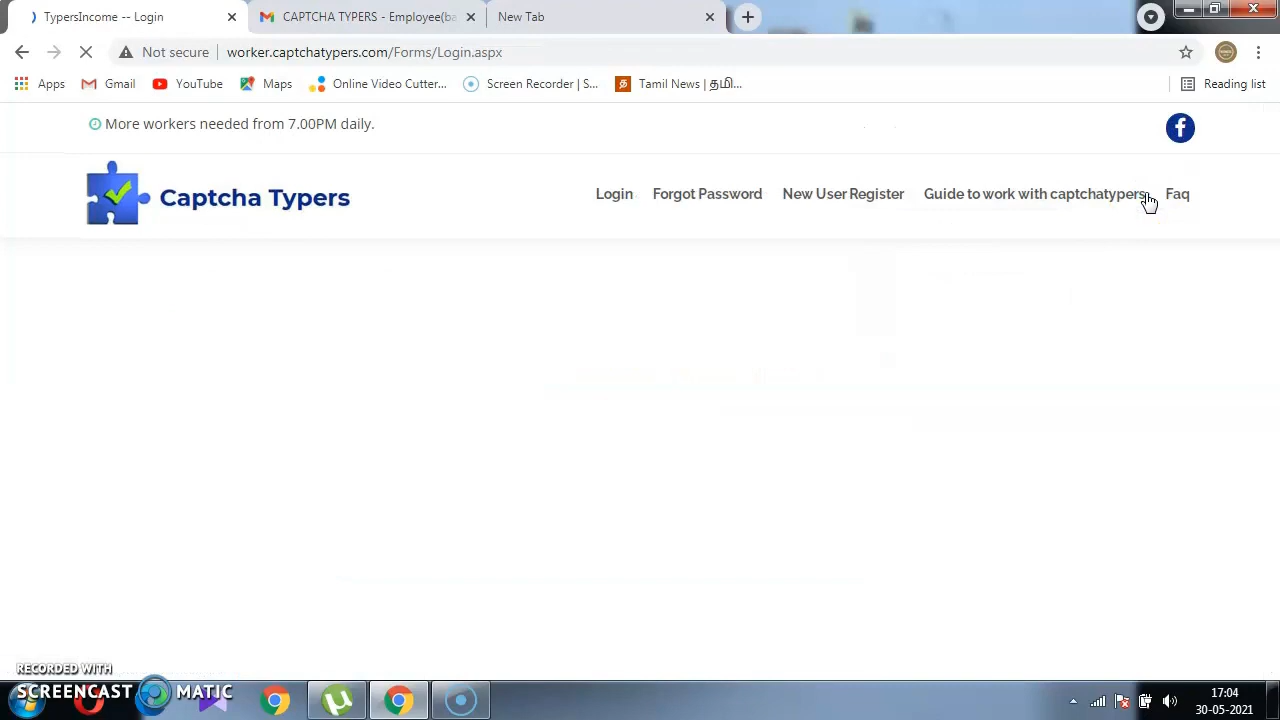 TypersIncome -- Login
CAPTCHA TYPERS - Employee(ba
New Tab
Not secure
worker.captchatypers.com/Forms/Login.aspx
Apps
Gmail
YouTube
Maps
Online Video Cutter...
Screen Recorder | S...
Tamil News | தமி...
Reading list
More workers needed from 7.00PM daily.
Captcha Typers
Login
Forgot Password
New User Register
Guide to work with captchatypers
Faq
RECORDED WITH
SCREENCAST MATIC
17:04
30-05-2021